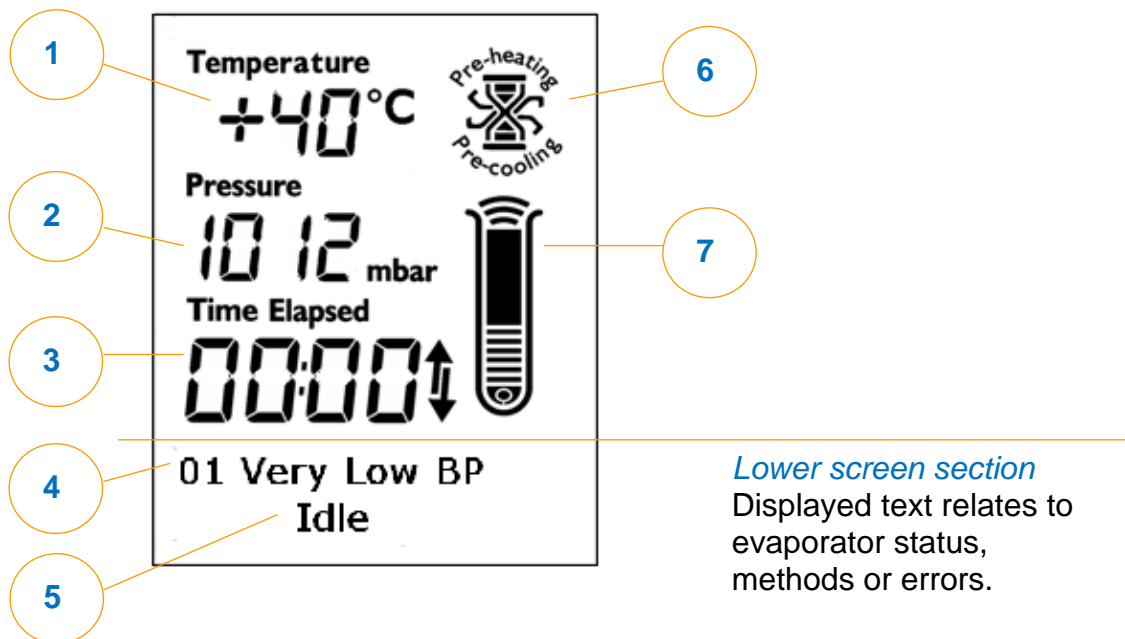 1
Temperature
+40°C
Pre-heating
Pre-cooling
6
2
Pressure
1012 mbar
7
3
Time Elapsed
00:00
4
01 Very Low BP
Idle
5
Lower screen section
Displayed text relates to
evaporator status,
methods or errors.